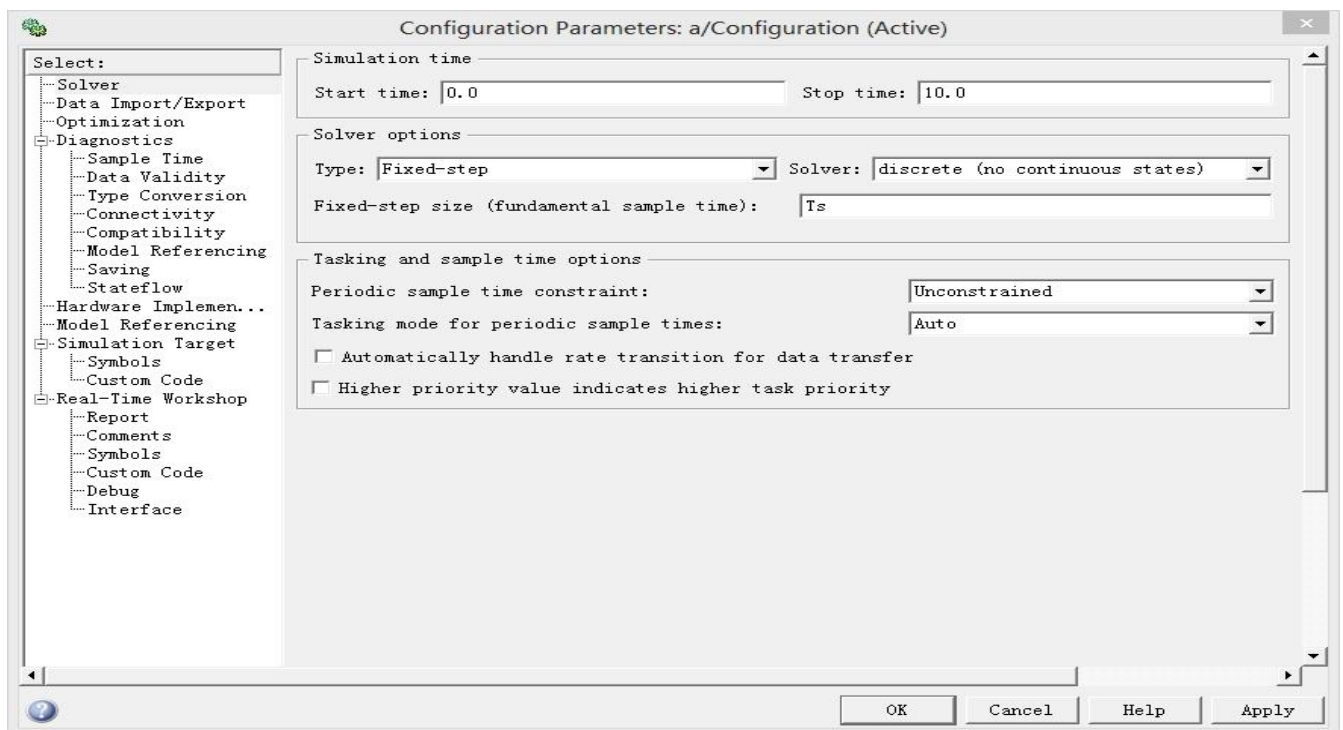 Configuration Parameters: a/Configuration (Active)
Select:
Solver
Data Import/Export
Optimization
Diagnostics
Sample Time
Data Validity
Type Conversion
Connectivity
Compatibility
Model Referencing
Saving
Stateflow
Hardware Implemen...
Model Referencing
Simulation Target
Symbols
Custom Code
Real-Time Workshop
Report
Comments
Symbols
Custom Code
Debug
Interface
Simulation time
Start time: 0.0 Stop time: 10.0
Solver options
Type: Fixed-step Solver: discrete (no continuous states)
Fixed-step size (fundamental sample time): Ts
Tasking and sample time options
Periodic sample time constraint: Unconstrained
Tasking mode for periodic sample times: Auto
Automatically handle rate transition for data transfer
Higher priority value indicates higher task priority
OK Cancel Help Apply